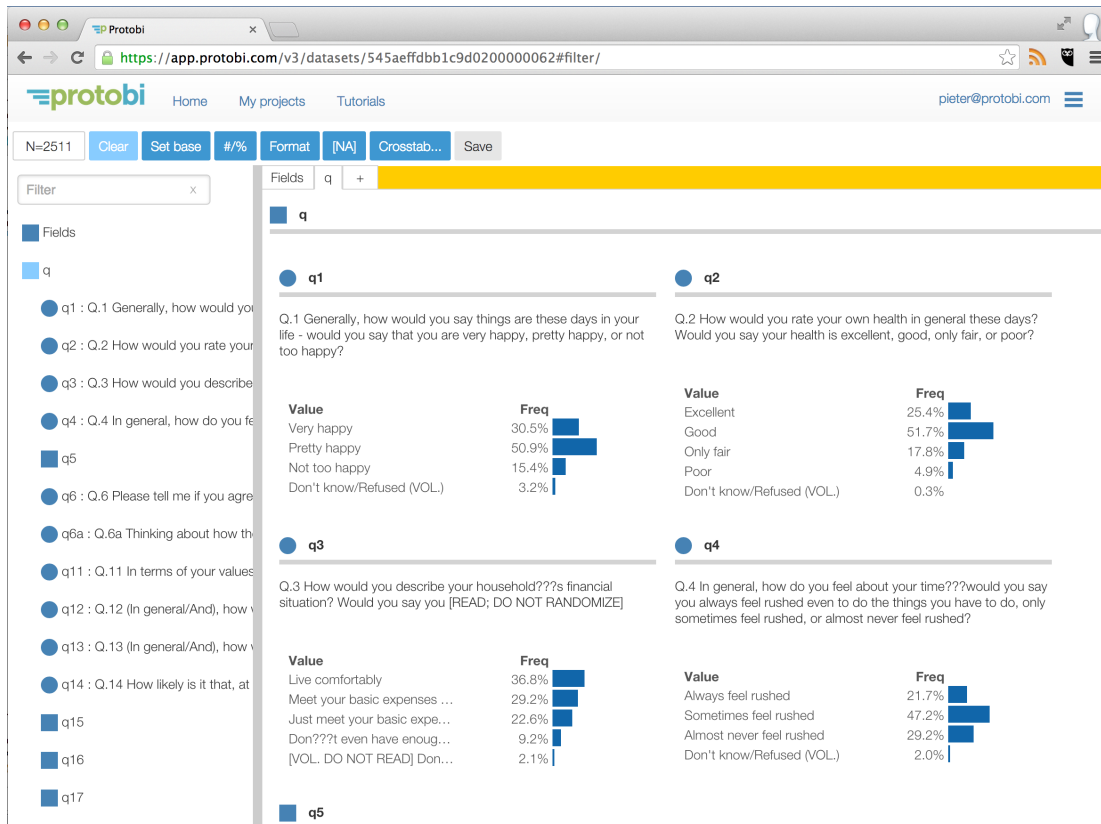 Protobi
https://app.protobi.com/v3/datasets/545aeffdbb1c9d0200000062#filter/
protobi Home My projects Tutorials pieter@protobi.com
N=2511 Clear Set base #/% Format [NA] Crosstab... Save
Filter x
Fields
q
q1 : Q.1 Generally, how would you
q2 : Q.2 How would you rate your
q3 : Q.3 How would you describe
q4 : Q.4 In general, how do you fe
q5
q6 : Q.6 Please tell me if you agre
q6a : Q.6a Thinking about how th
q11 : Q.11 In terms of your values
q12 : Q.12 (In general/And), how
q13 : Q.13 (In general/And), how
q14 : Q.14 How likely is it that, at
q15
q16
q17
Fields q +
q
q1
Q.1 Generally, how would you say things are these days in your
life - would you say that you are very happy, pretty happy, or not
too happy?
Value Freq
Very happy 30.5%
Pretty happy 50.9%
Not too happy 15.4%
Don't know/Refused (VOL.) 3.2%
q2
Q.2 How would you rate your own health in general these days?
Would you say your health is excellent, good, only fair, or poor?
Value Freq
Excellent 25.4%
Good 51.7%
Only fair 17.8%
Poor 4.9%
Don't know/Refused (VOL.) 0.3%
q3
Q.3 How would you describe your household???s financial
situation? Would you say you [READ; DO NOT RANDOMIZE]
Value Freq
Live comfortably 36.8%
Meet your basic expenses ... 29.2%
Just meet your basic expe... 22.6%
Don???t even have enoug... 9.2%
[VOL. DO NOT READ] Don... 2.1%
q4
Q.4 In general, how do you feel about your time???would you say
you always feel rushed even to do the things you have to do, only
sometimes feel rushed, or almost never feel rushed?
Value Freq
Always feel rushed 21.7%
Sometimes feel rushed 47.2%
Almost never feel rushed 29.2%
Don't know/Refused (VOL.) 2.0%
q5